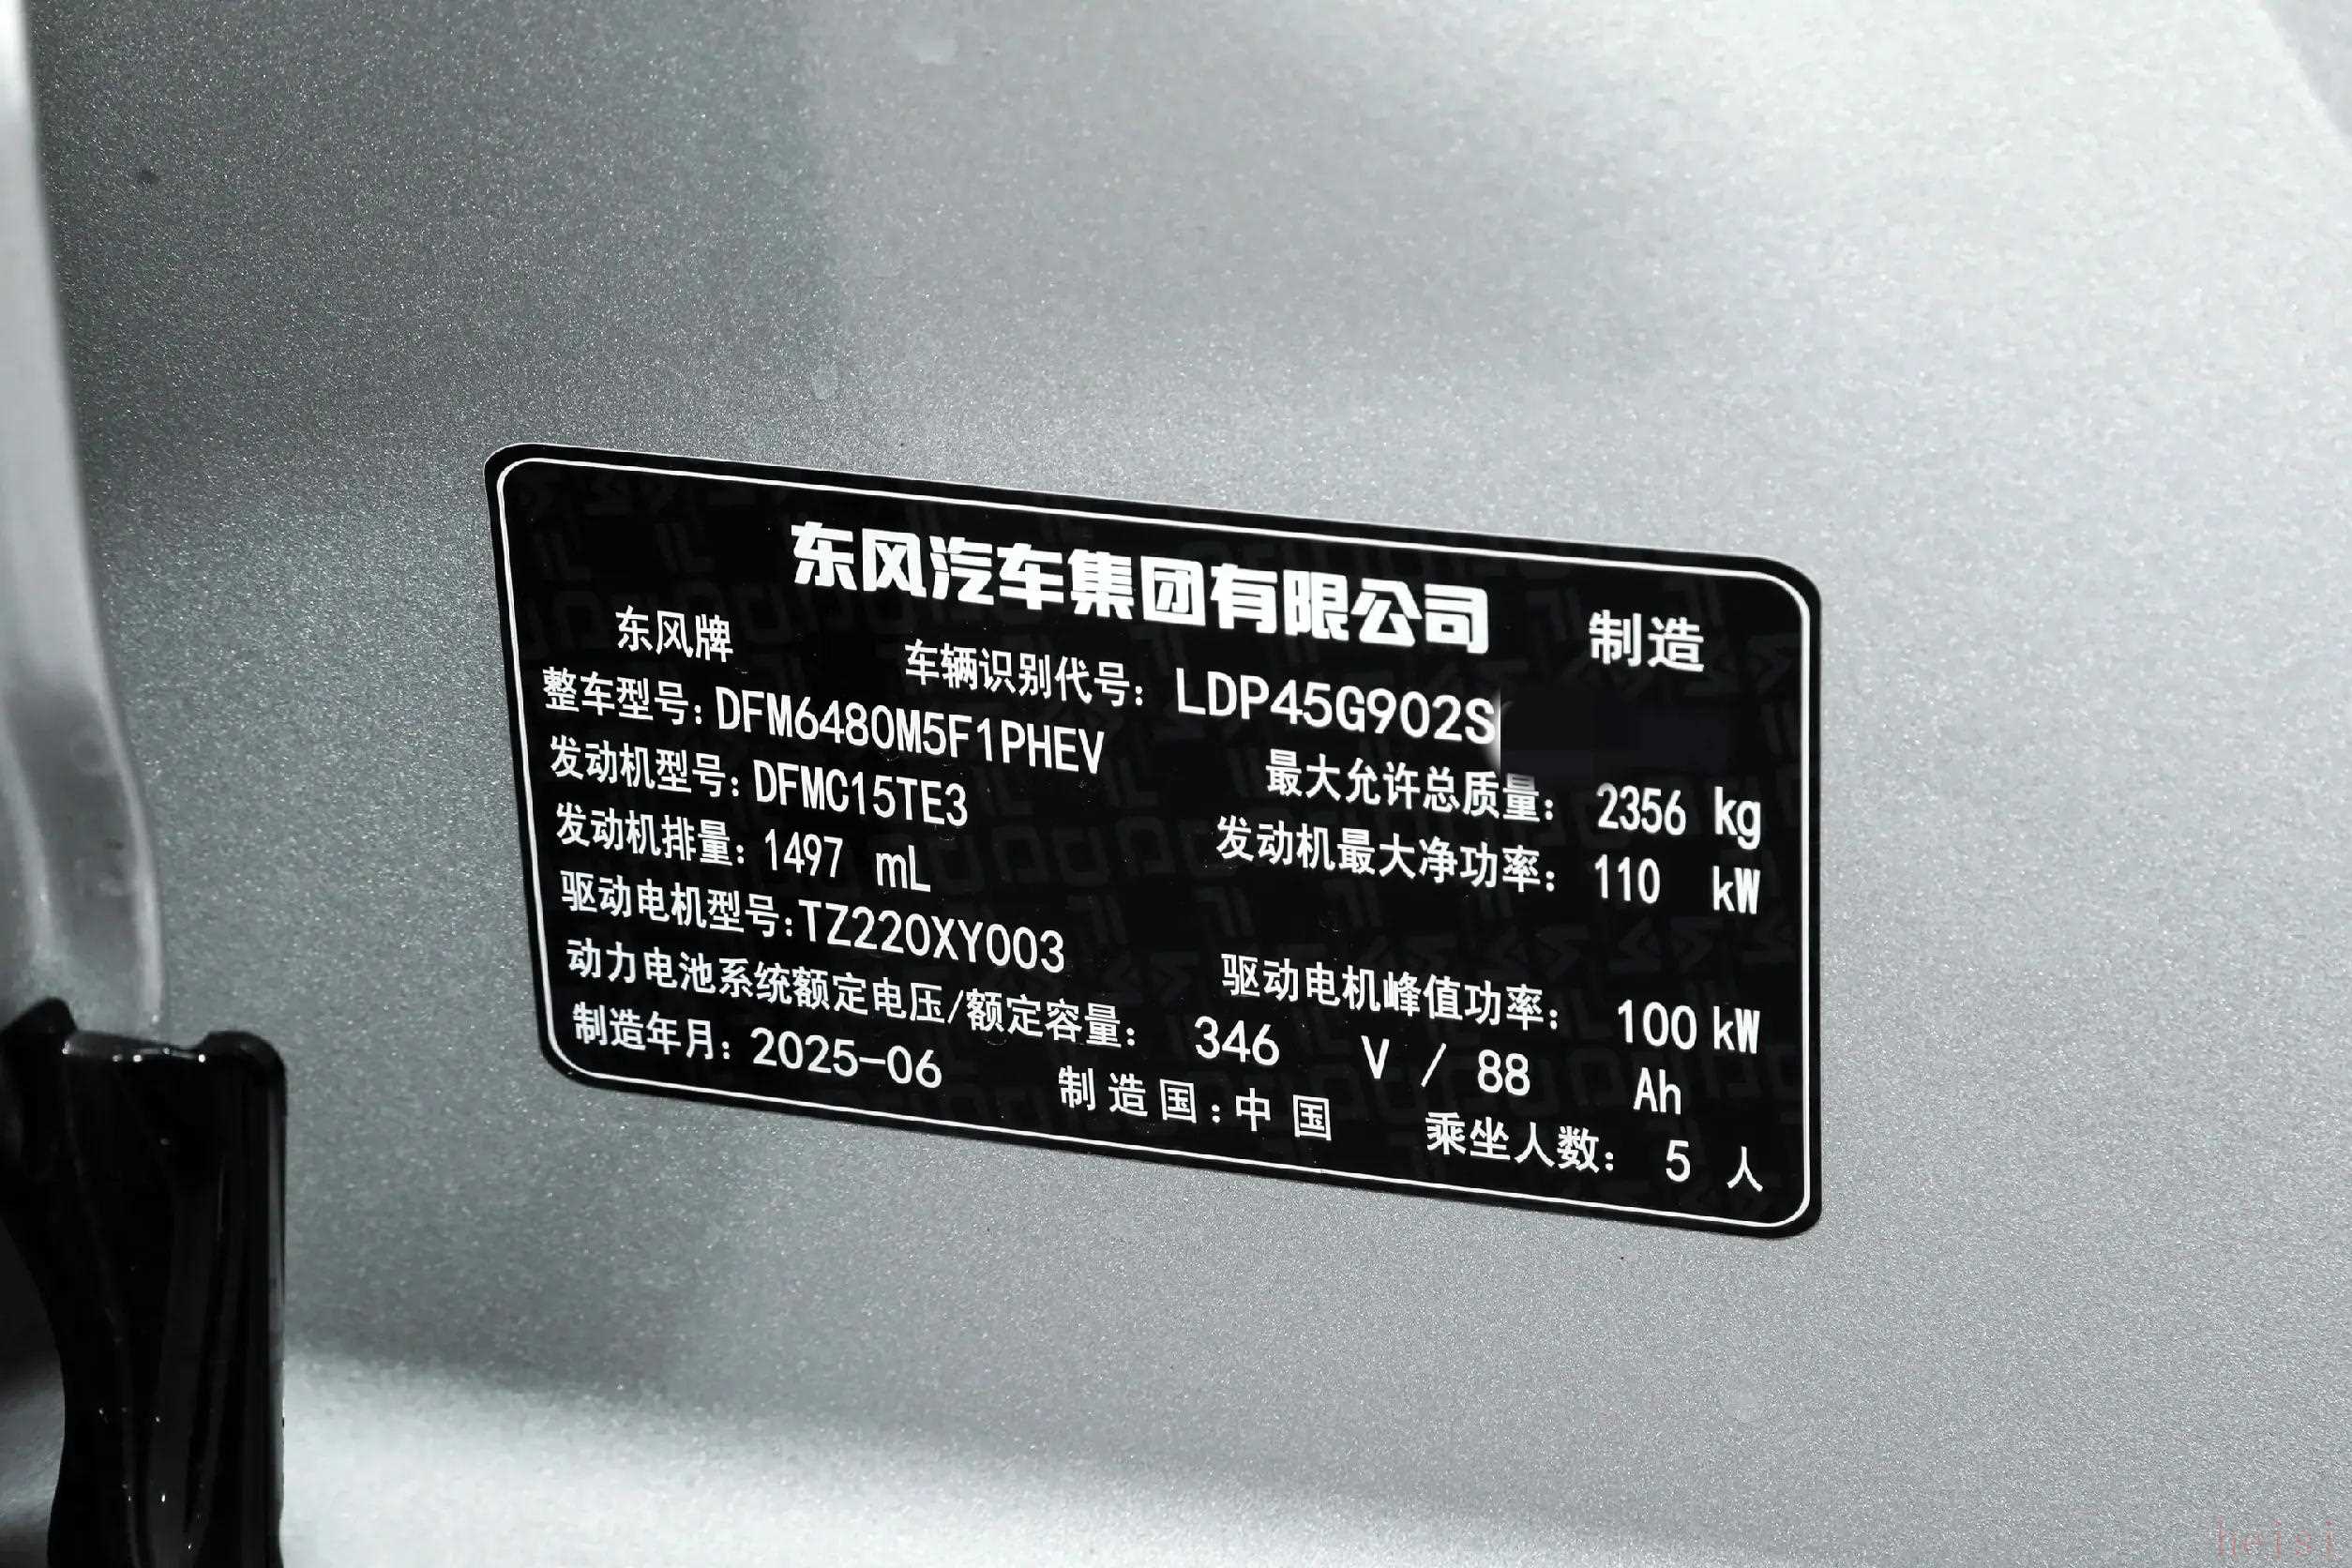 东风汽车集团有限公司 制造
东风牌 车辆识别代号: LDP45G902S
整车型号: DFM6480M5F1PHEV 最大允许总质量: 2356 kg
发动机型号: DFMC15TE3 发动机最大净功率: 110 kW
发动机排量: 1497 mL
驱动电机型号:TZ220XY003 驱动电机峰值功率: 100 kW
动力电池系统额定电压/额定容量: 346 V / 88 Ah
制造年月: 2025-06 制造国:中国 乘坐人数: 5 人
heisi